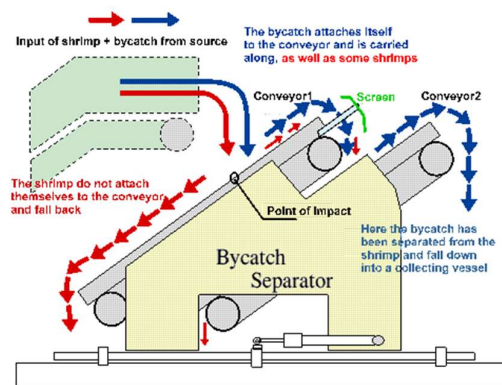 Input of shrimp + bycatch from source
The bycatch attaches itself
to the conveyor and is carried
along, as well as some shrimps
Conveyor1
Screen
Conveyor2
The shrimp do not attach
themselves to the conveyor
and fall back
Point of Impact
Bycatch
Separator
Here the bycatch has
been separated from the
shrimp and fall down
into a collecting vessel